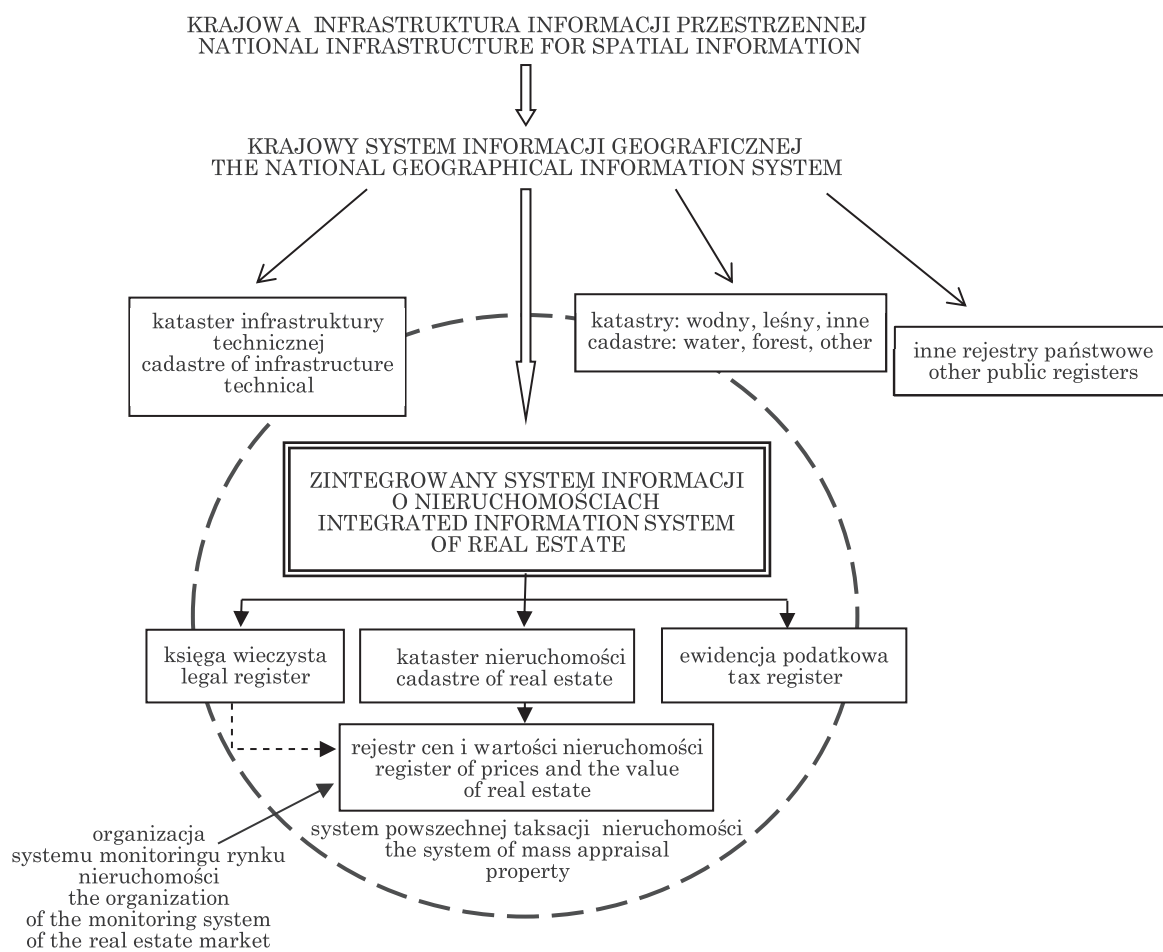 KRAJOWA INFRASTRUKTURA INFORMACJI PRZESTRZENNEJ
NATIONAL INFRASTRUCTURE FOR SPATIAL INFORMATION
KRAJOWY SYSTEM INFORMACJI GEOGRAFICZNEJ
THE NATIONAL GEOGRAPHICAL INFORMATION SYSTEM
kataster infrastruktury
technicznej
cadastre of infrastructure
technical
katastry: wodny, leśny, inne
cadastre: water, forest, other
inne rejestry państwowe
other public registers
ZINTEGROWANY SYSTEM INFORMACJI
O NIERUCHOMOŚCIACH
INTEGRATED INFORMATION SYSTEM
OF REAL ESTATE
księga wieczysta
legal register
kataster nieruchomości
cadastre of real estate
ewidencja podatkowa
tax register
rejestr cen i wartości nieruchomości
register of prices and the value
of real estate
system powszechnej taksacji nieruchomości
the system of mass appraisal
property
organizacja
systemu monitoringu rynku
nieruchomości
the organization
of the monitoring system
of the real estate market